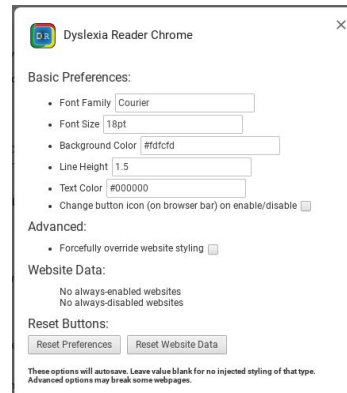 DR Dyslexia Reader Chrome
Basic Preferences:
Font Family Courier
Font Size 18pt
Background Color #fdfcfd
Line Height 1.5
Text Color #000000
Change button icon (on browser bar) on enable/disable
Advanced:
Forcefully override website styling
Website Data:
No always-enabled websites
No always-disabled websites
Reset Buttons:
Reset Preferences Reset Website Data
These options will autosave. Leave value blank for no injected styling of that type.
Advanced options may break some webpages.